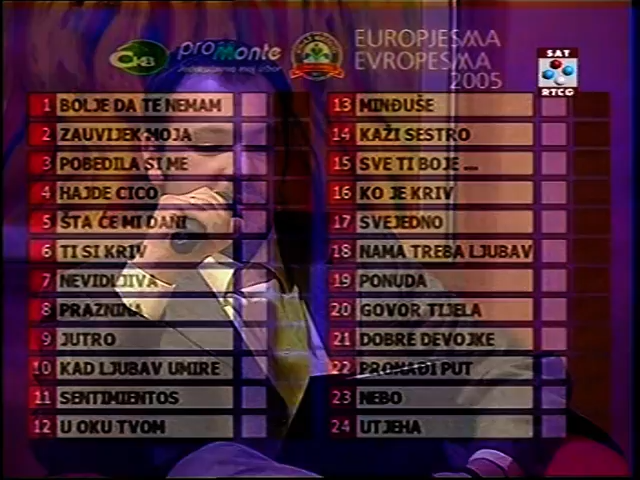 CKB
pro monte
EUROPJESMA
EVROPESMA
2005
SAT
RTCG
1 BOLJE DA TE NEMAM
2 ZAUVIJEK MOJA
3 POBEDILA SI ME
4 HAJDE CICO
5 ŠTA ĆE MI DANI
6 TI SI KRIV
7 NEVIDLJIVA
8 PRAZNINA
9 JUTRO
10 KAD LJUBAV UMIRE
11 SENTIMIENTOS
12 U OKU TVOM
13 MINĐUŠE
14 KAŽI SESTRO
15 SVE TI BOJE ...
16 KO JE KRIV
17 SVEJEDNO
18 NAMA TREBA LJUBAV
19 PONUDA
20 GOVOR TIJELA
21 DOBRE DEVOJKE
22 PRONAĐI PUT
23 NEBO
24 UTJEHA